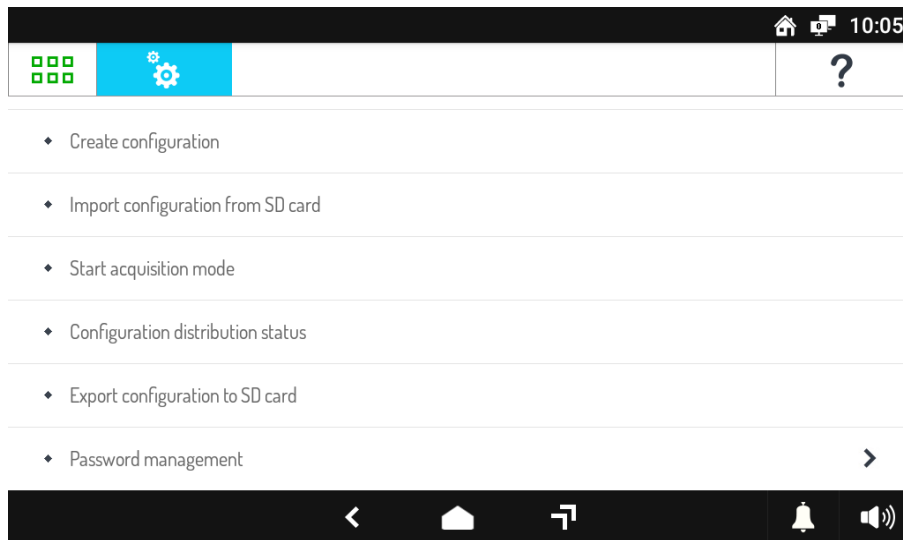 10:05
?
Create configuration
Import configuration from SD card
Start acquisition mode
Configuration distribution status
Export configuration to SD card
Password management